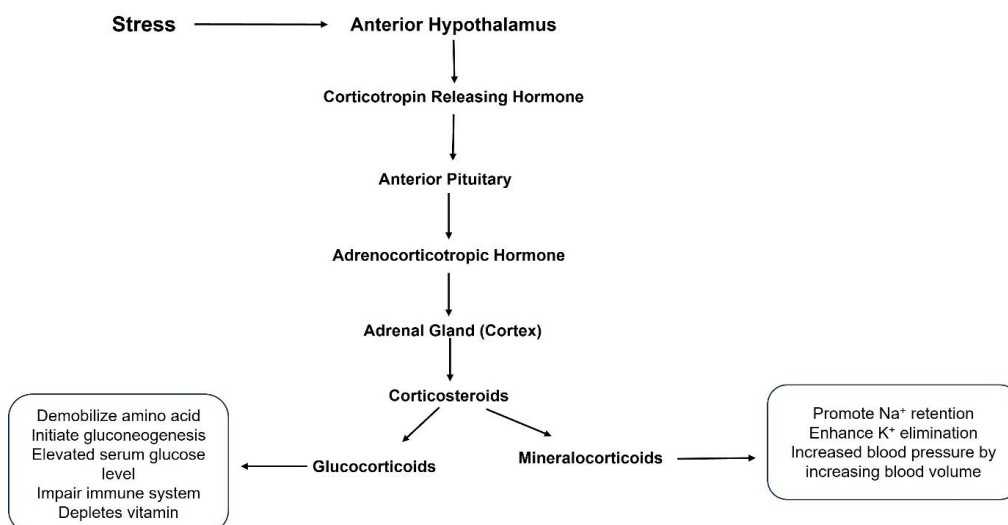 Stress
Anterior Hypothalamus
Corticotropin Releasing Hormone
Anterior Pituitary
Adrenocorticotropic Hormone
Adrenal Gland (Cortex)
Corticosteroids
Glucocorticoids
Mineralocorticoids
Demobilize amino acid
Initiate gluconeogenesis
Elevated serum glucose
level
Impair immune system
Depletes vitamin
Promote Na⁺ retention
Enhance K⁺ elimination
Increased blood pressure by
increasing blood volume